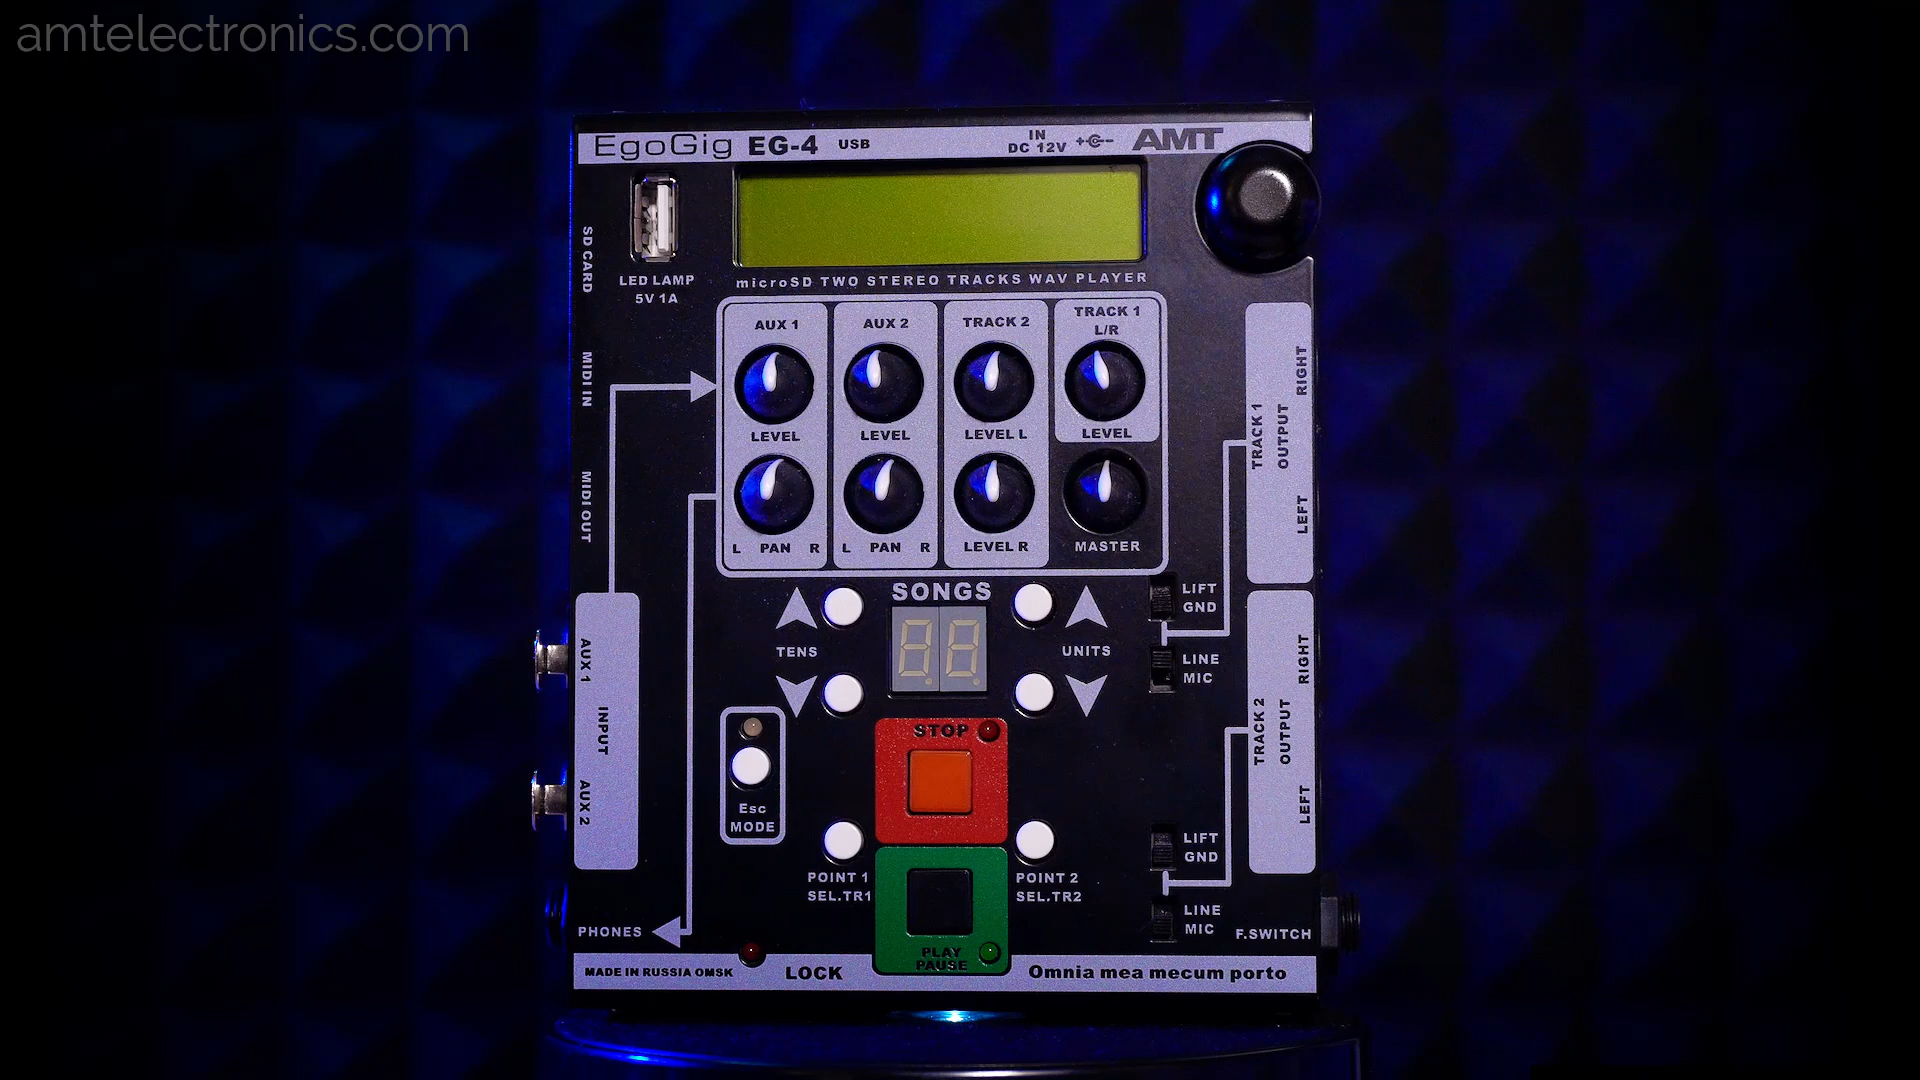 amtelectronics.com
EgoGig EG-4 USB
IN
DC 12V
AMT
SD CARD
LED LAMP
5V 1A
microSD TWO STEREO TRACKS WAV PLAYER
MIDI IN
MIDI OUT
AUX 1
LEVEL
L PAN R
AUX 2
LEVEL
L PAN R
TRACK 2
LEVEL L
LEVEL R
TRACK 1
L/R
LEVEL
MASTER
TRACK 1
OUTPUT
RIGHT
LEFT
SONGS
TENS
UNITS
LIFT
GND
LINE
MIC
AUX 1
INPUT
AUX 2
TRACK 2
OUTPUT
RIGHT
LEFT
STOP
Esc
MODE
POINT 1
SEL.TR1
POINT 2
SEL.TR2
LIFT
GND
LINE
MIC
PHONES
F.SWITCH
PLAY
PAUSE
MADE IN RUSSIA OMSK
LOCK
Omnia mea mecum porto